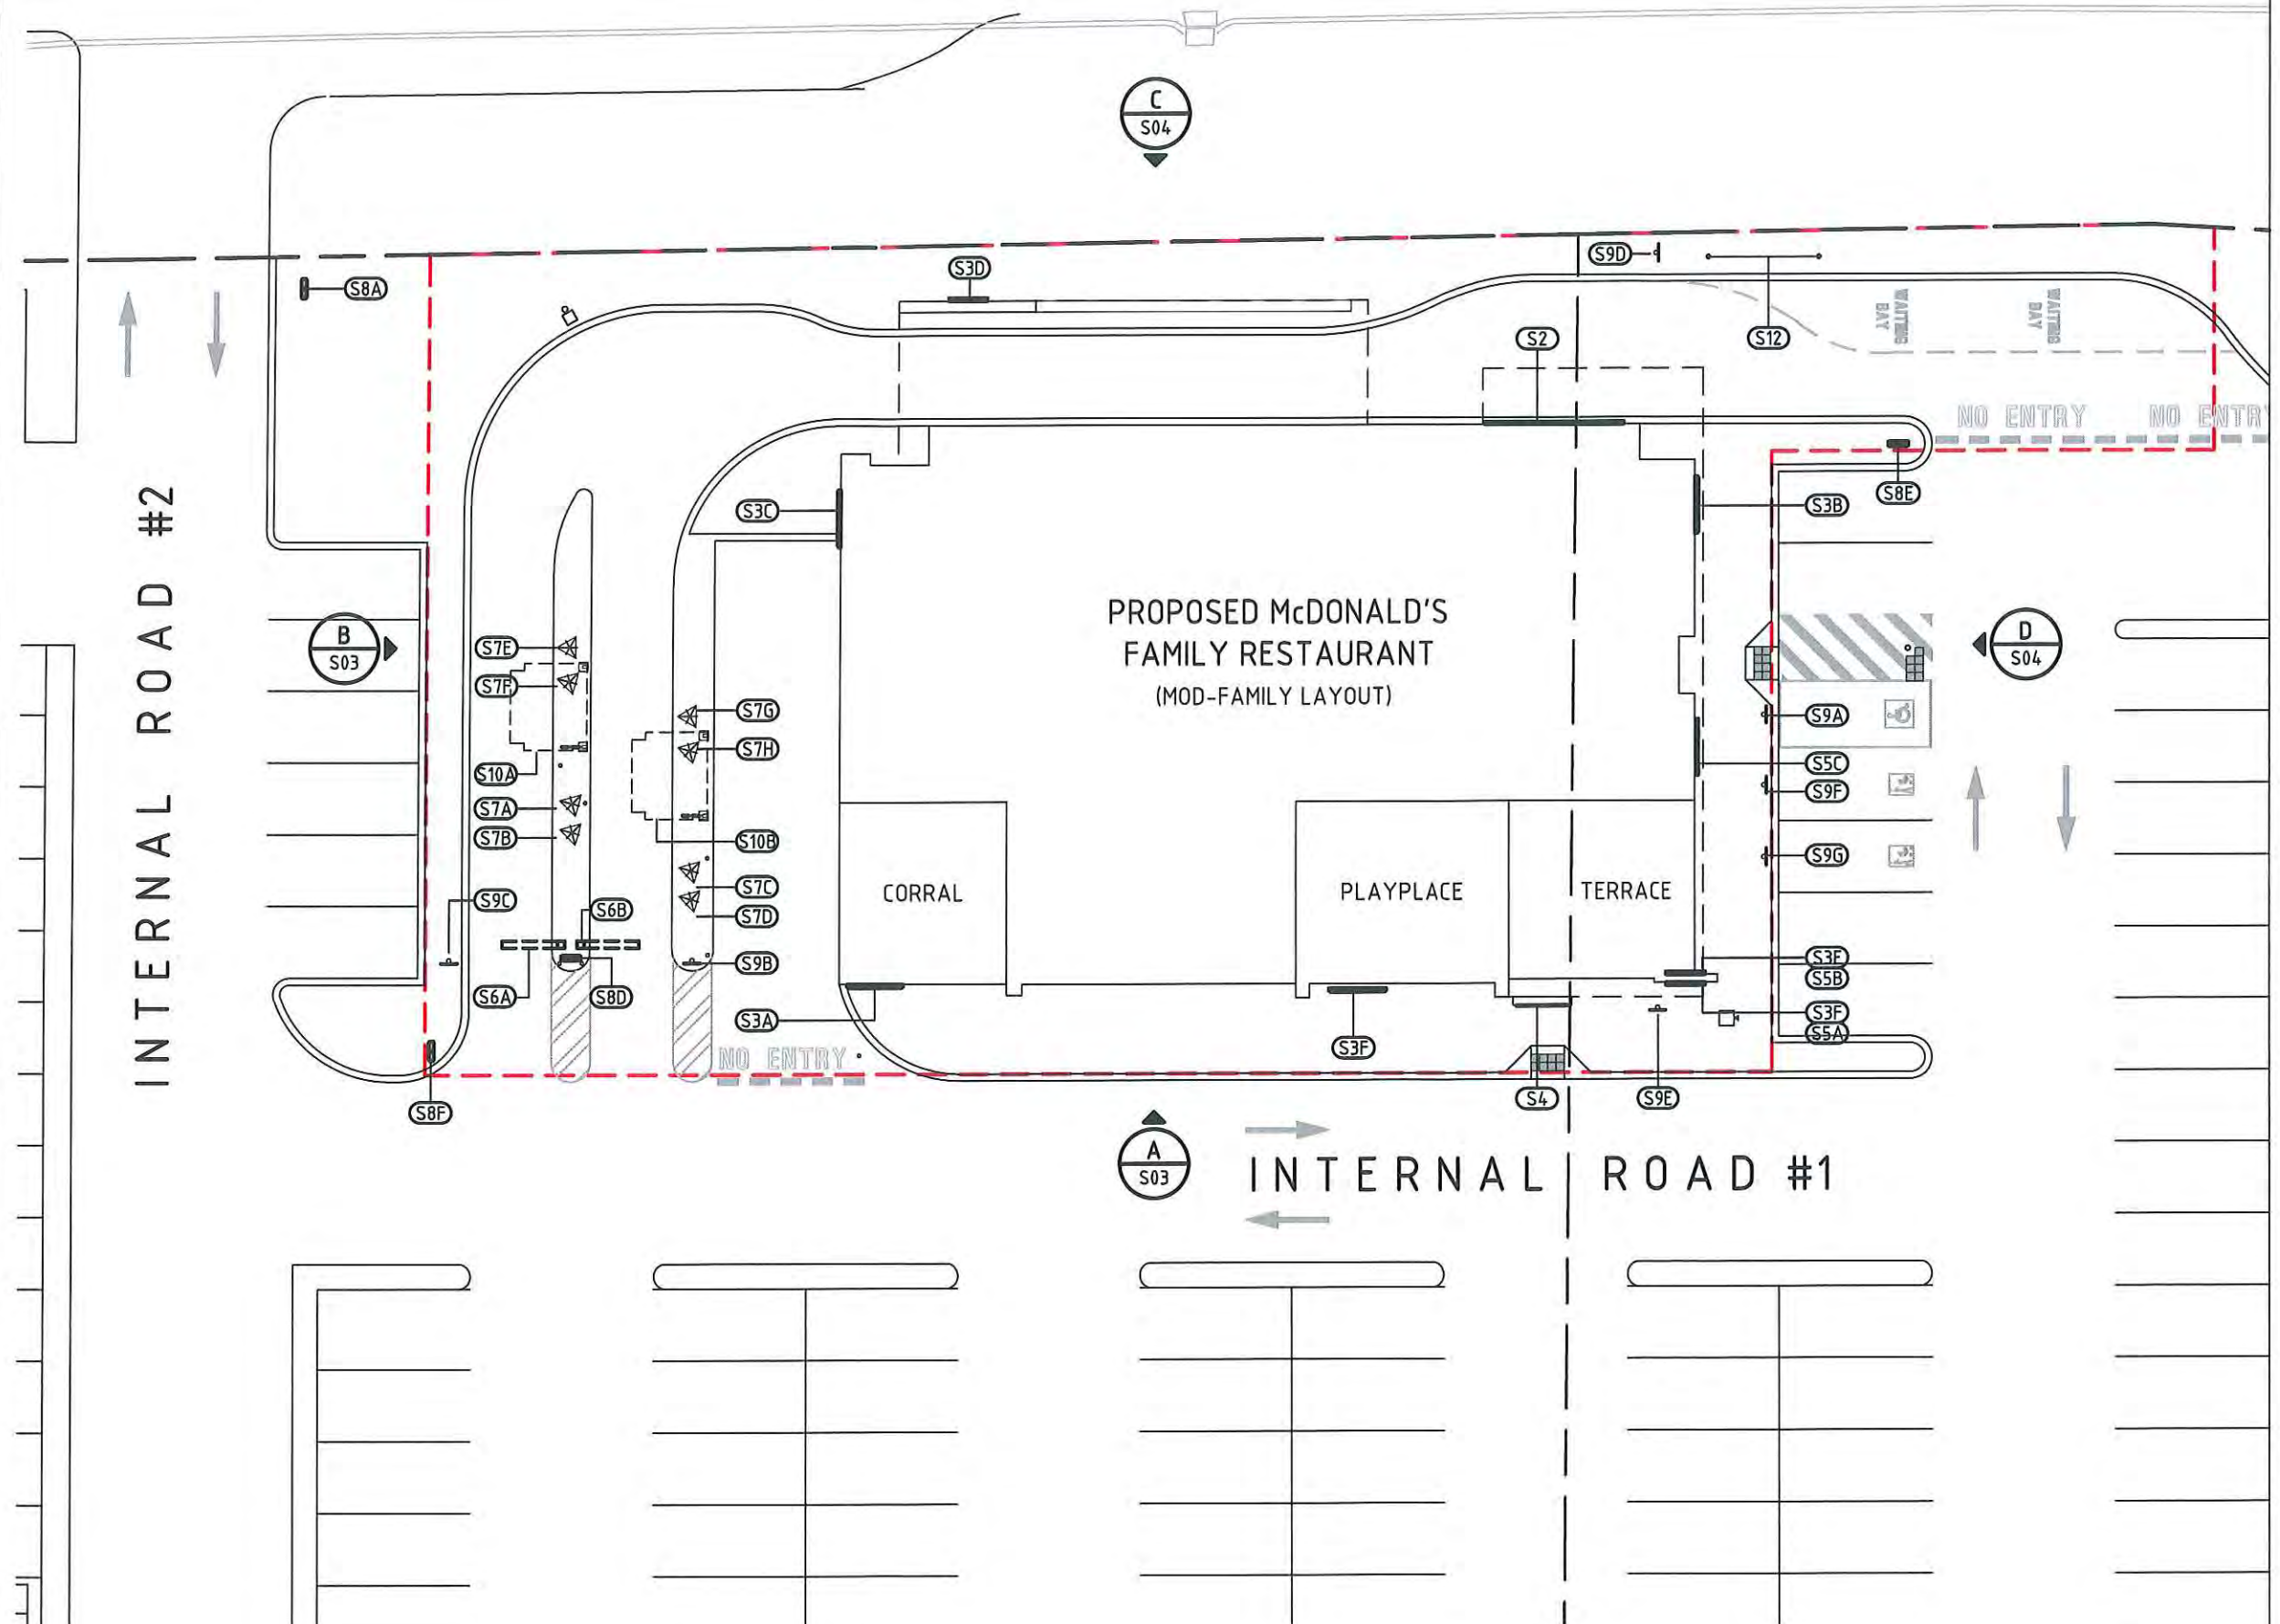 C
S04
S9D
S3D
S8A
WAITING
BAY
WAITING
BAY
S2
S12
NO ENTRY
NO ENTRY
S8E
S3C
S3B
INTERNAL ROAD #2
PROPOSED McDONALD'S
FAMILY RESTAURANT
(MOD-FAMILY LAYOUT)
B
S03
D
S04
S7E
S7F
S7G
S9A
S7H
S10A
S5C
S9F
S7A
S7B
S10B
S9G
S7C
S7D
CORRAL
PLAYPLACE
TERRACE
S9C
S6B
S9B
S3E
S5B
S6A
S8D
S3A
S3F
S5A
S3F
NO ENTRY
S8F
S4
S9E
A
S03
INTERNAL ROAD #1